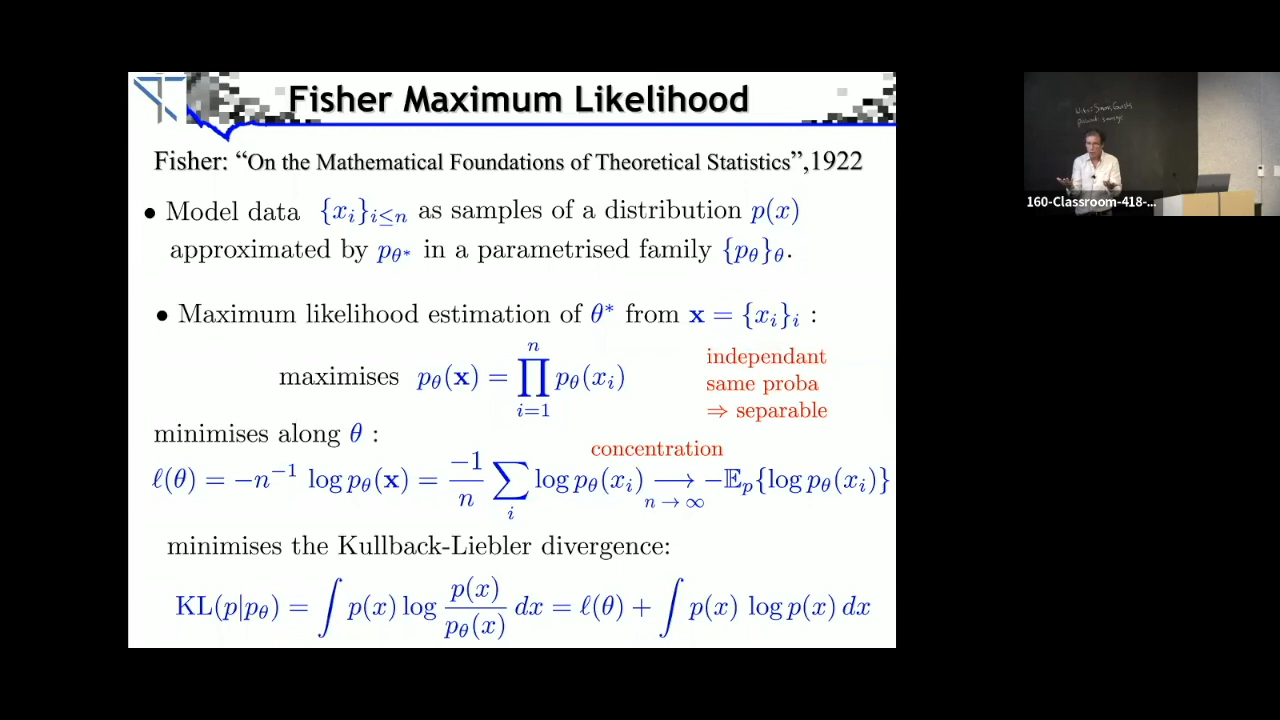 Fisher Maximum Likelihood
Fisher: “On the Mathematical Foundations of Theoretical Statistics”,1922
• Model data {x_i}_{i≤n} as samples of a distribution p(x)
approximated by p_{θ*} in a parametrised family {p_θ}_θ.
• Maximum likelihood estimation of θ* from x = {x_i}_i :
maximises p_θ(x) = ∏_{i=1}^{n} p_θ(x_i)
independant
same proba
⇒ separable
minimises along θ :
concentration
ℓ(θ) = −n^{−1} log p_θ(x) = −1/n ∑_i log p_θ(x_i) ⟶_{n→∞} −𝔼_p{log p_θ(x_i)}
minimises the Kullback-Liebler divergence:
KL(p|p_θ) = ∫ p(x) log p(x)/p_θ(x) dx = ℓ(θ) + ∫ p(x) log p(x) dx
160-Classroom-418-...